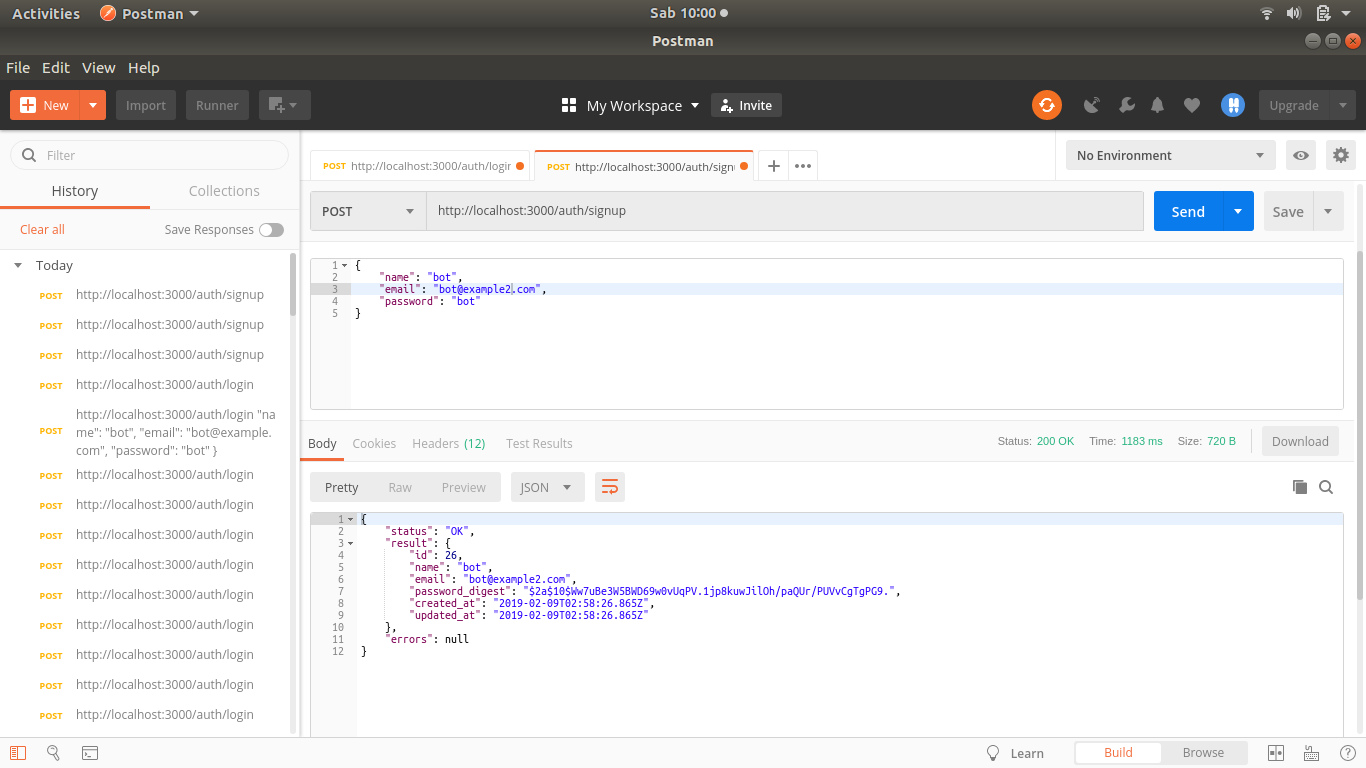 Activities Postman Sab 10:00
Postman
File Edit View Help
New Import Runner My Workspace Invite Upgrade
Filter
History Collections
Clear all Save Responses
Today
POST http://localhost:3000/auth/signup
POST http://localhost:3000/auth/signup
POST http://localhost:3000/auth/signup
POST http://localhost:3000/auth/login
POST http://localhost:3000/auth/login "na
me": "bot", "email": "bot@example.
com", "password": "bot" }
POST http://localhost:3000/auth/login
POST http://localhost:3000/auth/login
POST http://localhost:3000/auth/login
POST http://localhost:3000/auth/login
POST http://localhost:3000/auth/login
POST http://localhost:3000/auth/login
POST http://localhost:3000/auth/login
POST http://localhost:3000/auth/login
POST http://localhost:3000/auth/login
POST http://localhost:3000/auth/login POST http://localhost:3000/auth/sign No Environment
POST http://localhost:3000/auth/signup Send Save
1 {
2 "name": "bot",
3 "email": "bot@example2.com",
4 "password": "bot"
5 }
Body Cookies Headers (12) Test Results Status: 200 OK Time: 1183 ms Size: 720 B Download
Pretty Raw Preview JSON
1 {
2 "status": "OK",
3 "result": {
4 "id": 26,
5 "name": "bot",
6 "email": "bot@example2.com",
7 "password_digest": "$2a$10$Ww7uBe3W5BWD69w0vUqPV.1jp8kuwJilOh/paQUr/PUVvCgTgPG9.",
8 "created_at": "2019-02-09T02:58:26.865Z",
9 "updated_at": "2019-02-09T02:58:26.865Z"
10 },
11 "errors": null
12 }
Learn Build Browse